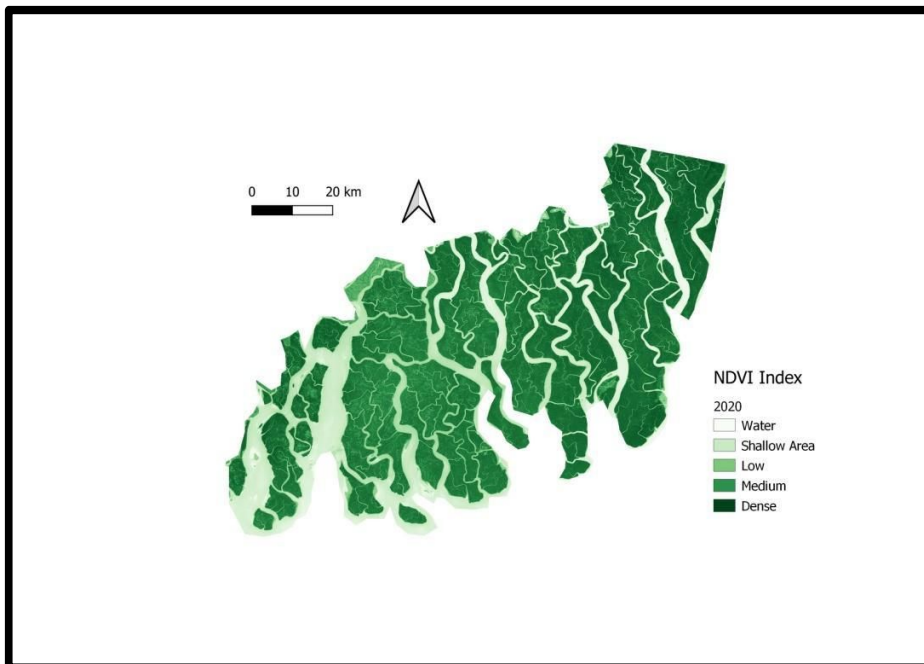 0 10 20 km
NDVI Index
2020
Water
Shallow Area
Low
Medium
Dense